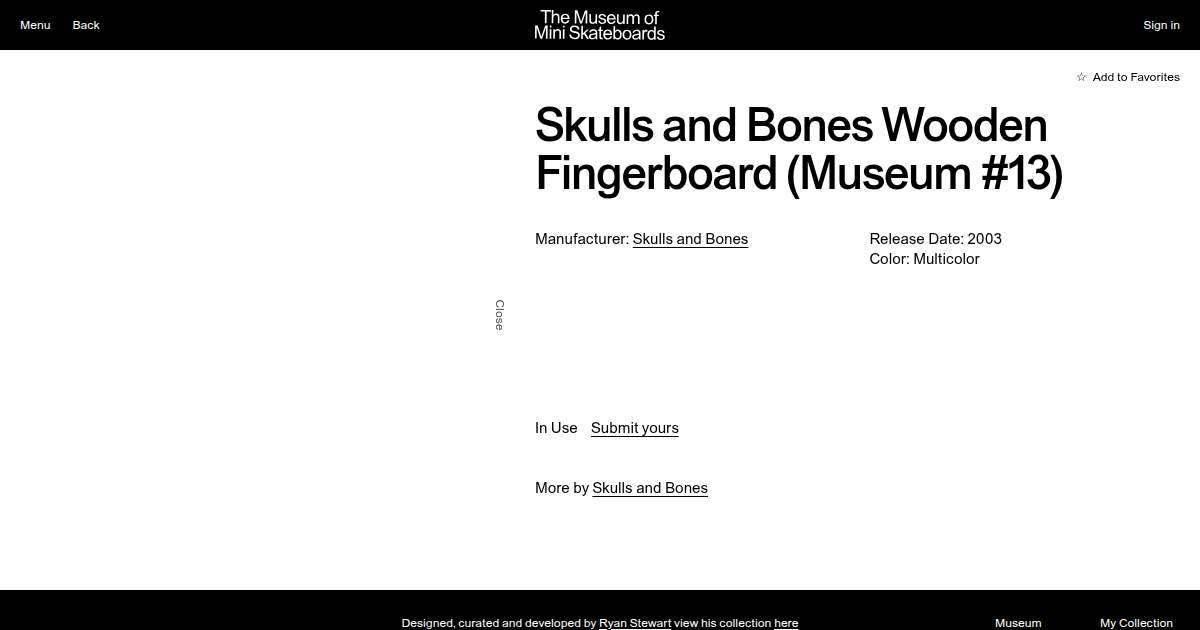 Menu Back
The Museum of
Mini Skateboards
Sign in
☆ Add to Favorites
Skulls and Bones Wooden
Fingerboard (Museum #13)
Manufacturer: Skulls and Bones
Release Date: 2003
Color: Multicolor
Close
In Use Submit yours
More by Skulls and Bones
Designed, curated and developed by Ryan Stewart view his collection here
Museum
My Collection